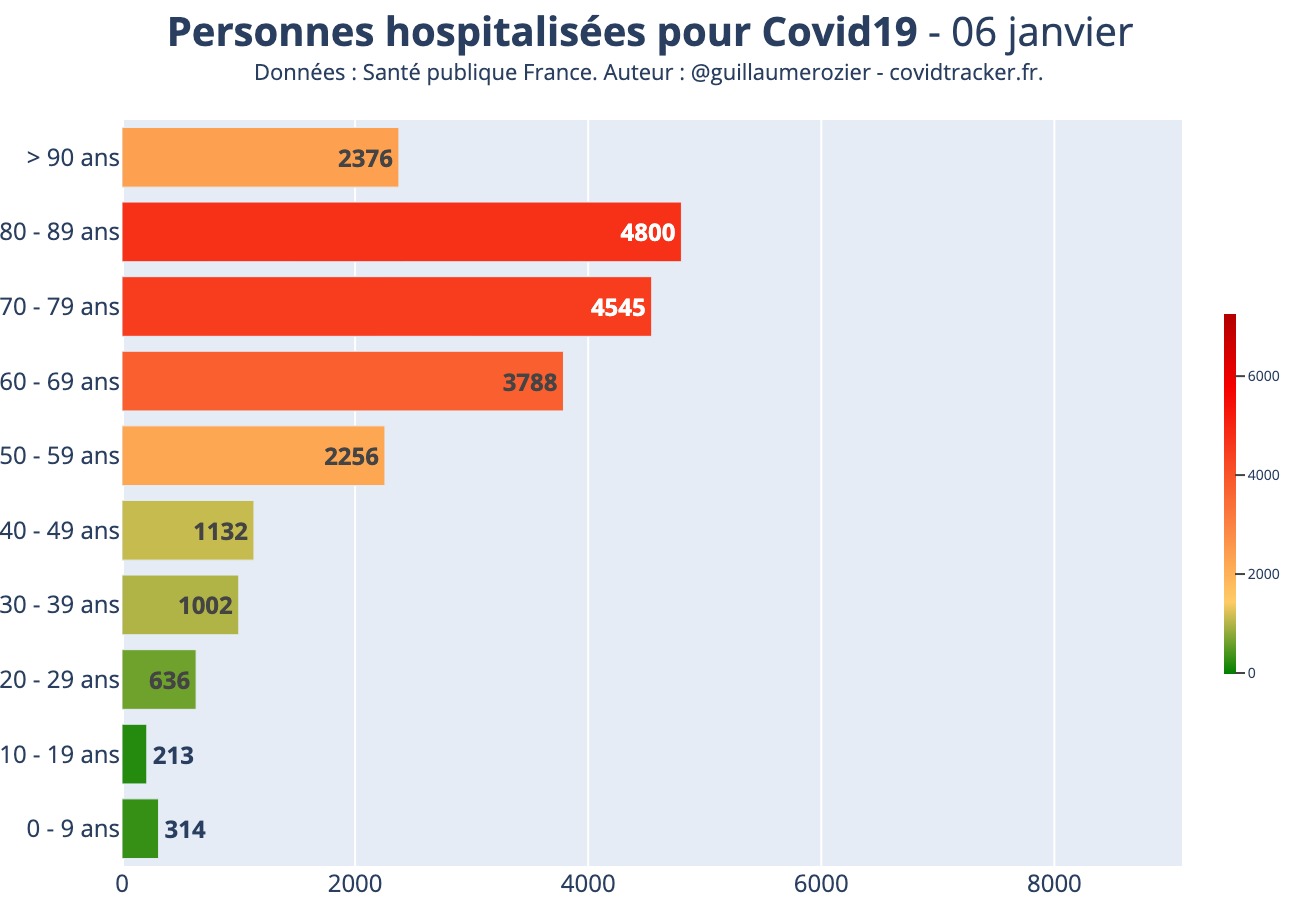 Personnes hospitalisées pour Covid19 - 06 janvier
Données : Santé publique France. Auteur : @guillaumerozier - covidtracker.fr.
> 90 ans 2376
80 - 89 ans 4800
70 - 79 ans 4545
60 - 69 ans 3788
50 - 59 ans 2256
40 - 49 ans 1132
30 - 39 ans 1002
20 - 29 ans 636
10 - 19 ans 213
0 - 9 ans 314
0 2000 4000 6000 8000
6000
4000
2000
0